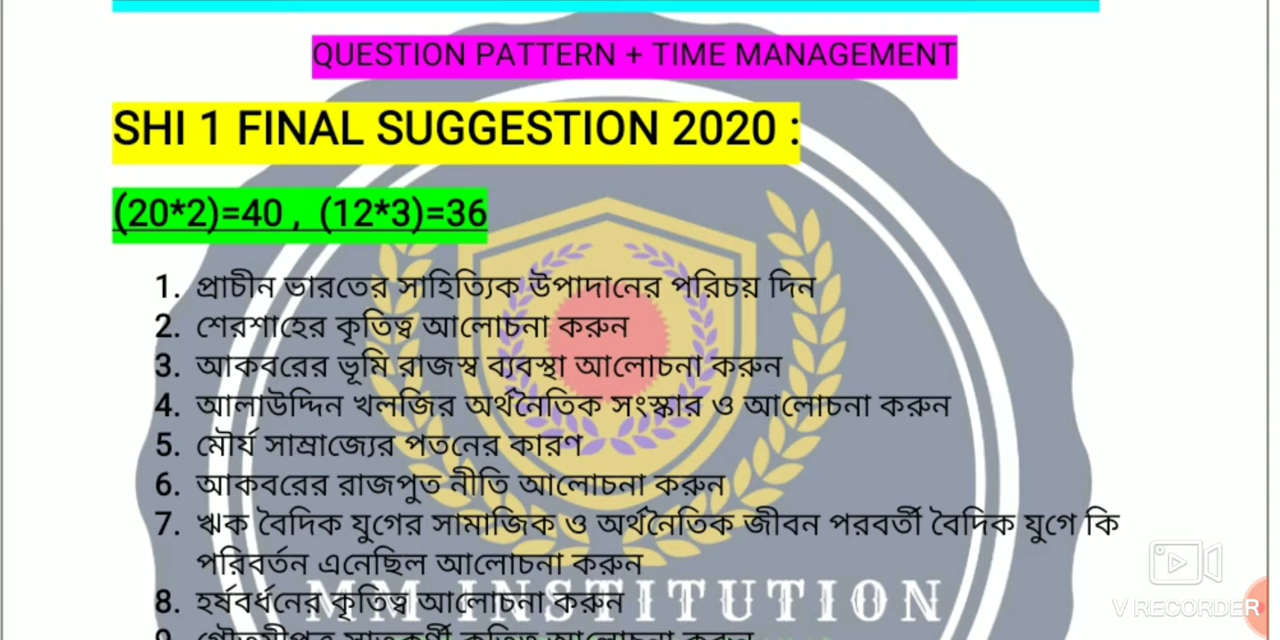 QUESTION PATTERN + TIME MANAGEMENT
SHI 1 FINAL SUGGESTION 2020 :
(20*2)=40 , (12*3)=36
1. প্রাচীন ভারতের সাহিত্যিক উপাদানের পরিচয় দিন
2. শেরশাহের কৃতিত্ব আলোচনা করুন
3. আকবরের ভূমি রাজস্ব ব্যবস্থা আলোচনা করুন
4. আলাউদ্দিন খলজির অর্থনৈতিক সংস্কার ও আলোচনা করুন
5. মৌর্য সাম্রাজ্যের পতনের কারণ
6. আকবরের রাজপুত নীতি আলোচনা করুন
7. ঋক বৈদিক যুগের সামাজিক ও অর্থনৈতিক জীবন পরবর্তী বৈদিক যুগে কি
পরিবর্তন এনেছিল আলোচনা করুন
MM INSTITUTION
8. হর্ষবর্ধনের কৃতিত্ব আলোচনা করুন
V RECORDER